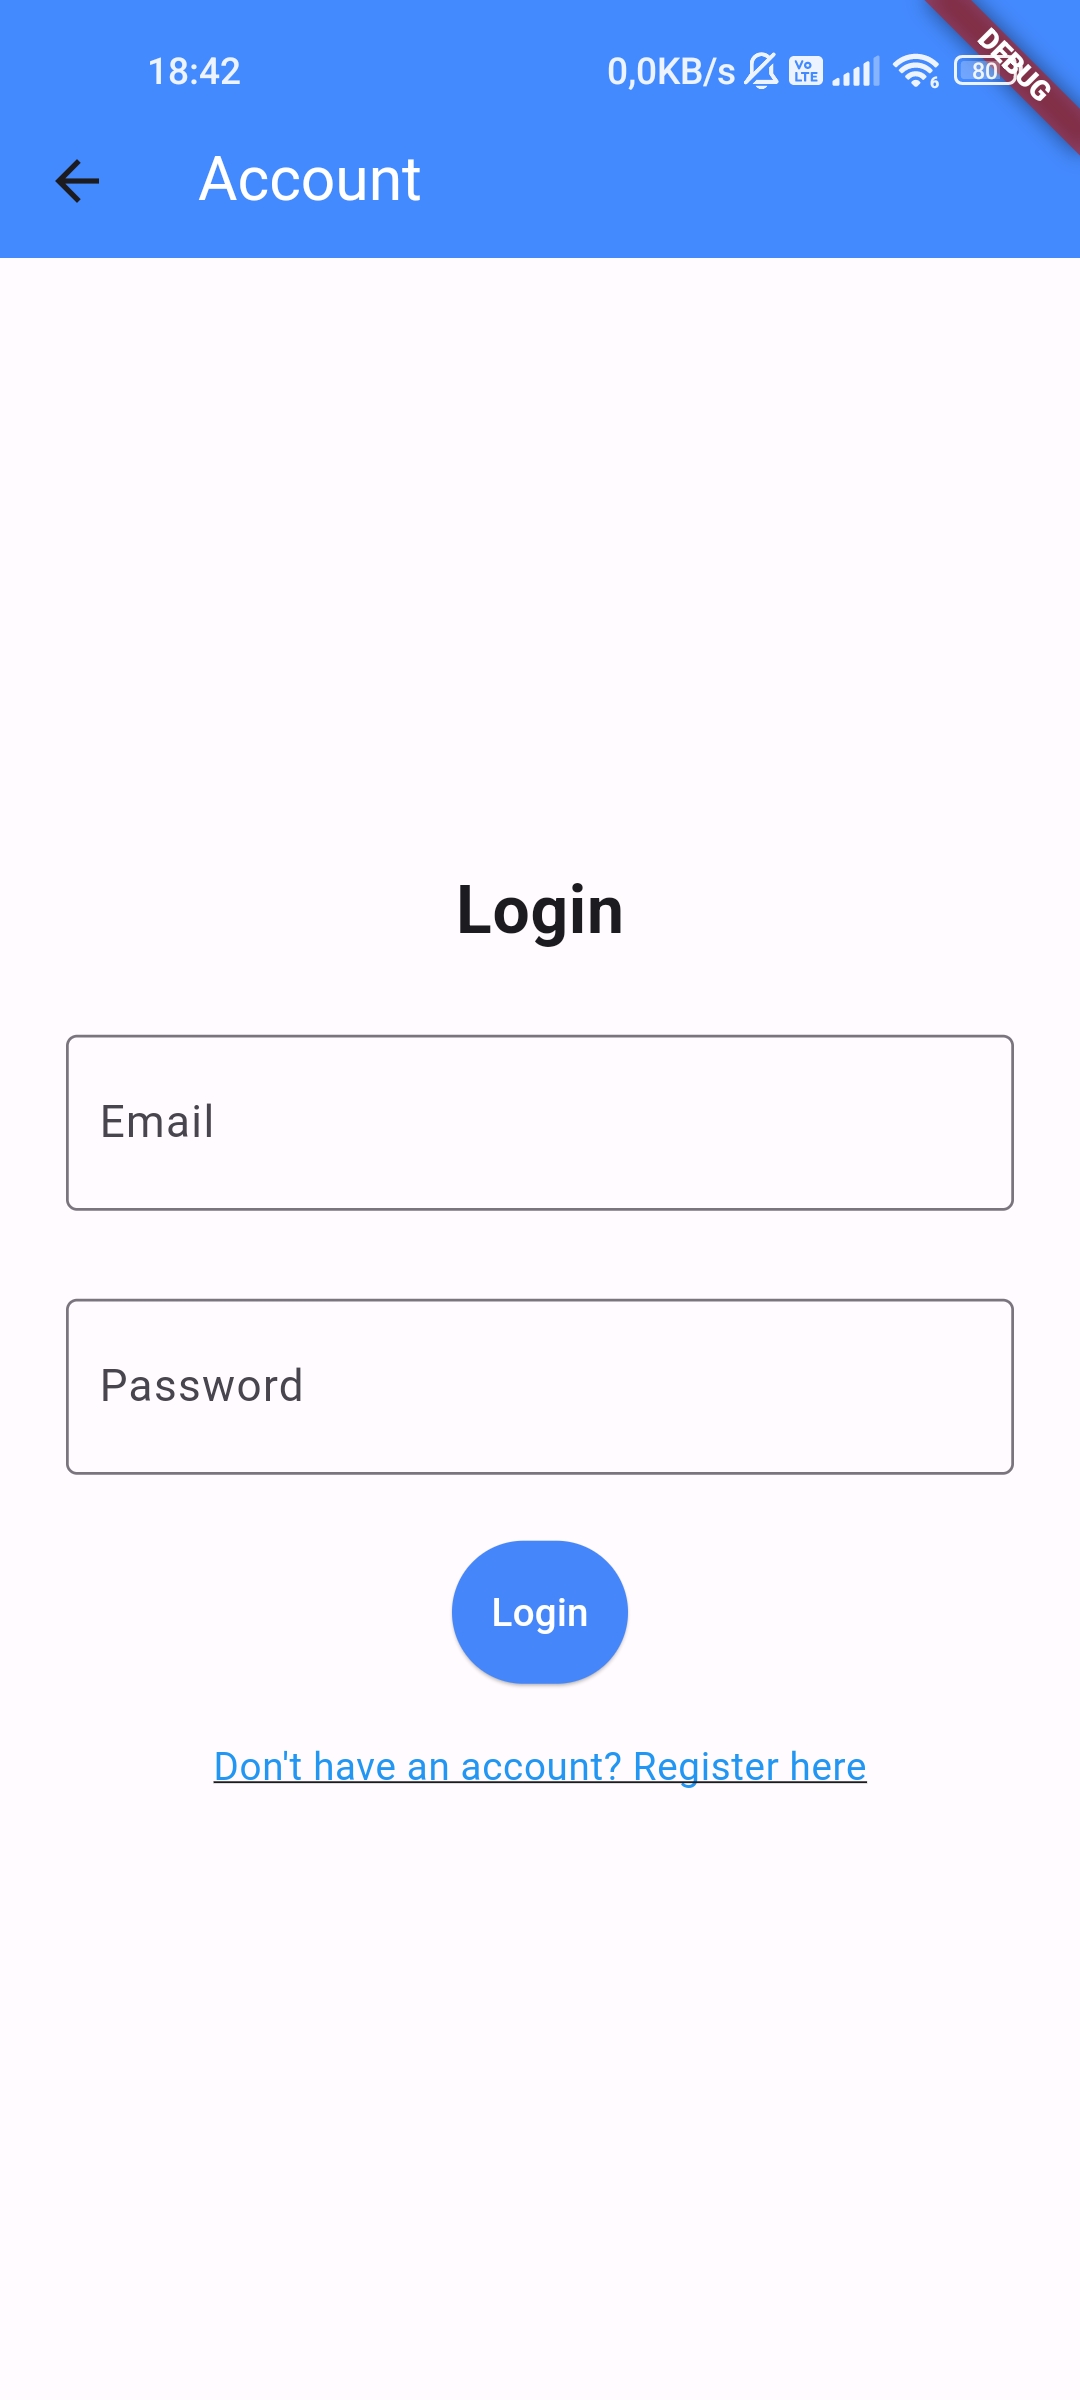 18:42 0,0KB/s Vo LTE 6 80 DEBUG
Account
Login
Email
Password
Login
Don't have an account? Register here